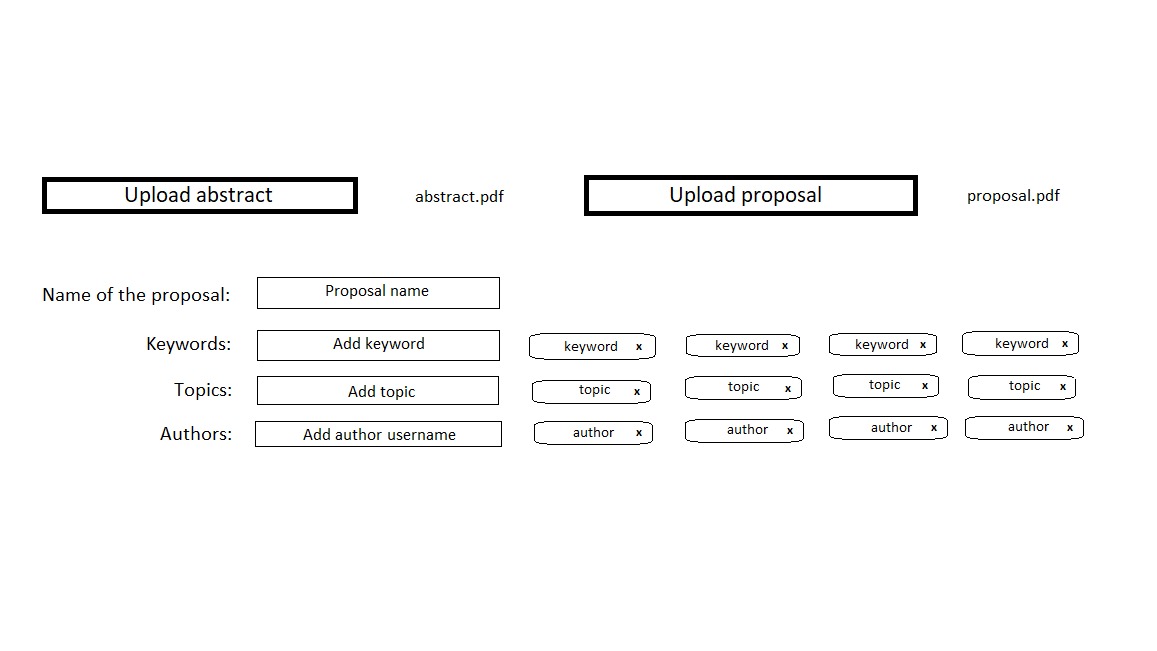 Upload abstract abstract.pdf Upload proposal proposal.pdf
Name of the proposal: Proposal name
Keywords: Add keyword keyword x keyword x keyword x keyword x
Topics: Add topic topic x topic x topic x topic x
Authors: Add author username author x author x author x author x